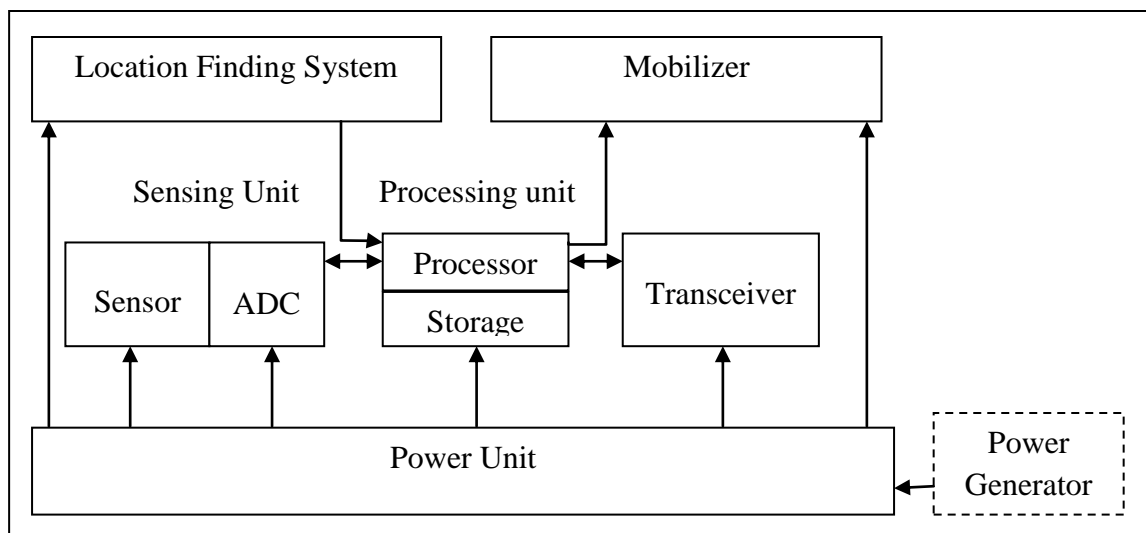 Location Finding System
Mobilizer
Sensing Unit
Processing unit
Sensor
ADC
Processor
Storage
Transceiver
Power Unit
Power
Generator